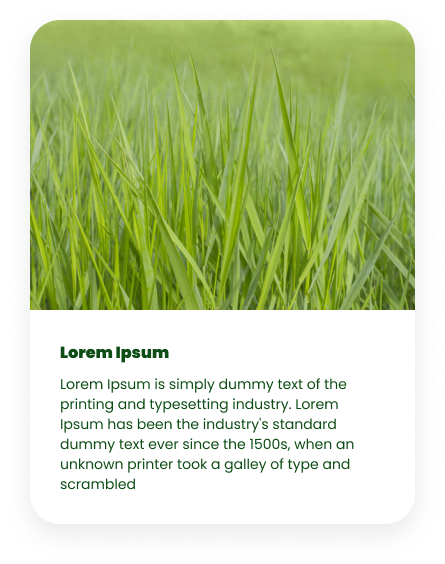 Lorem Ipsum
Lorem Ipsum is simply dummy text of the
printing and typesetting industry. Lorem
Ipsum has been the industry's standard
dummy text ever since the 1500s, when an
unknown printer took a galley of type and
scrambled